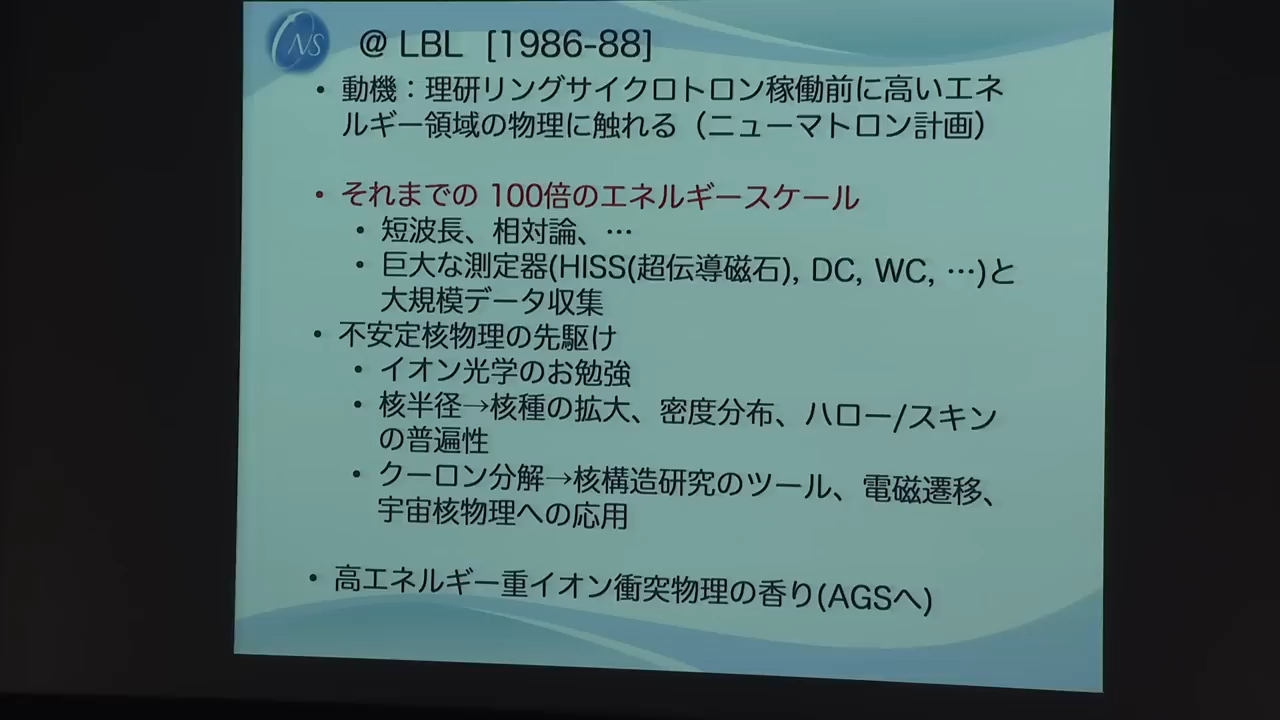 CNS
@ LBL [1986-88]
• 動機：理研リングサイクロトロン稼働前に高いエネ
ルギー領域の物理に触れる（ニューマトロン計画）
• それまでの 100倍のエネルギースケール
• 短波長、相対論、…
• 巨大な測定器(HISS(超伝導磁石), DC, WC, …)と
大規模データ収集
• 不安定核物理の先駆け
• イオン光学のお勉強
• 核半径→核種の拡大、密度分布、ハロー/スキン
の普遍性
• クーロン分解→核構造研究のツール、電磁遷移、
宇宙核物理への応用
• 高エネルギー重イオン衝突物理の香り(AGSへ)